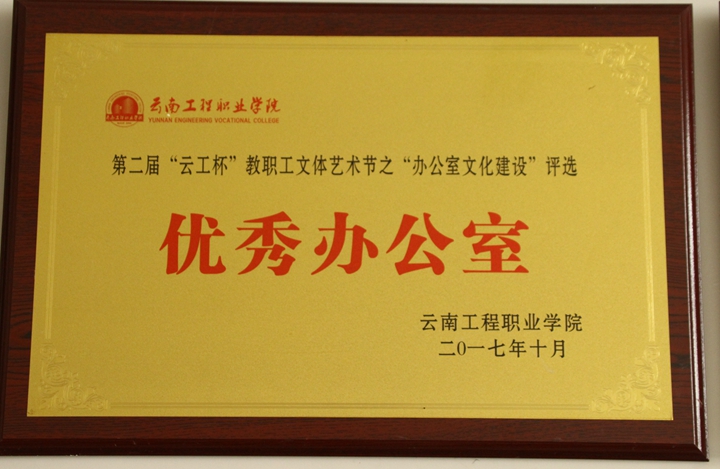 云南工程职业学院
YUNNAN ENGINEERING VOCATIONAL COLLEGE
第二届“云工杯”教职工文体艺术节之“办公室文化建设”评选
优秀办公室
云南工程职业学院
二0一七年十月